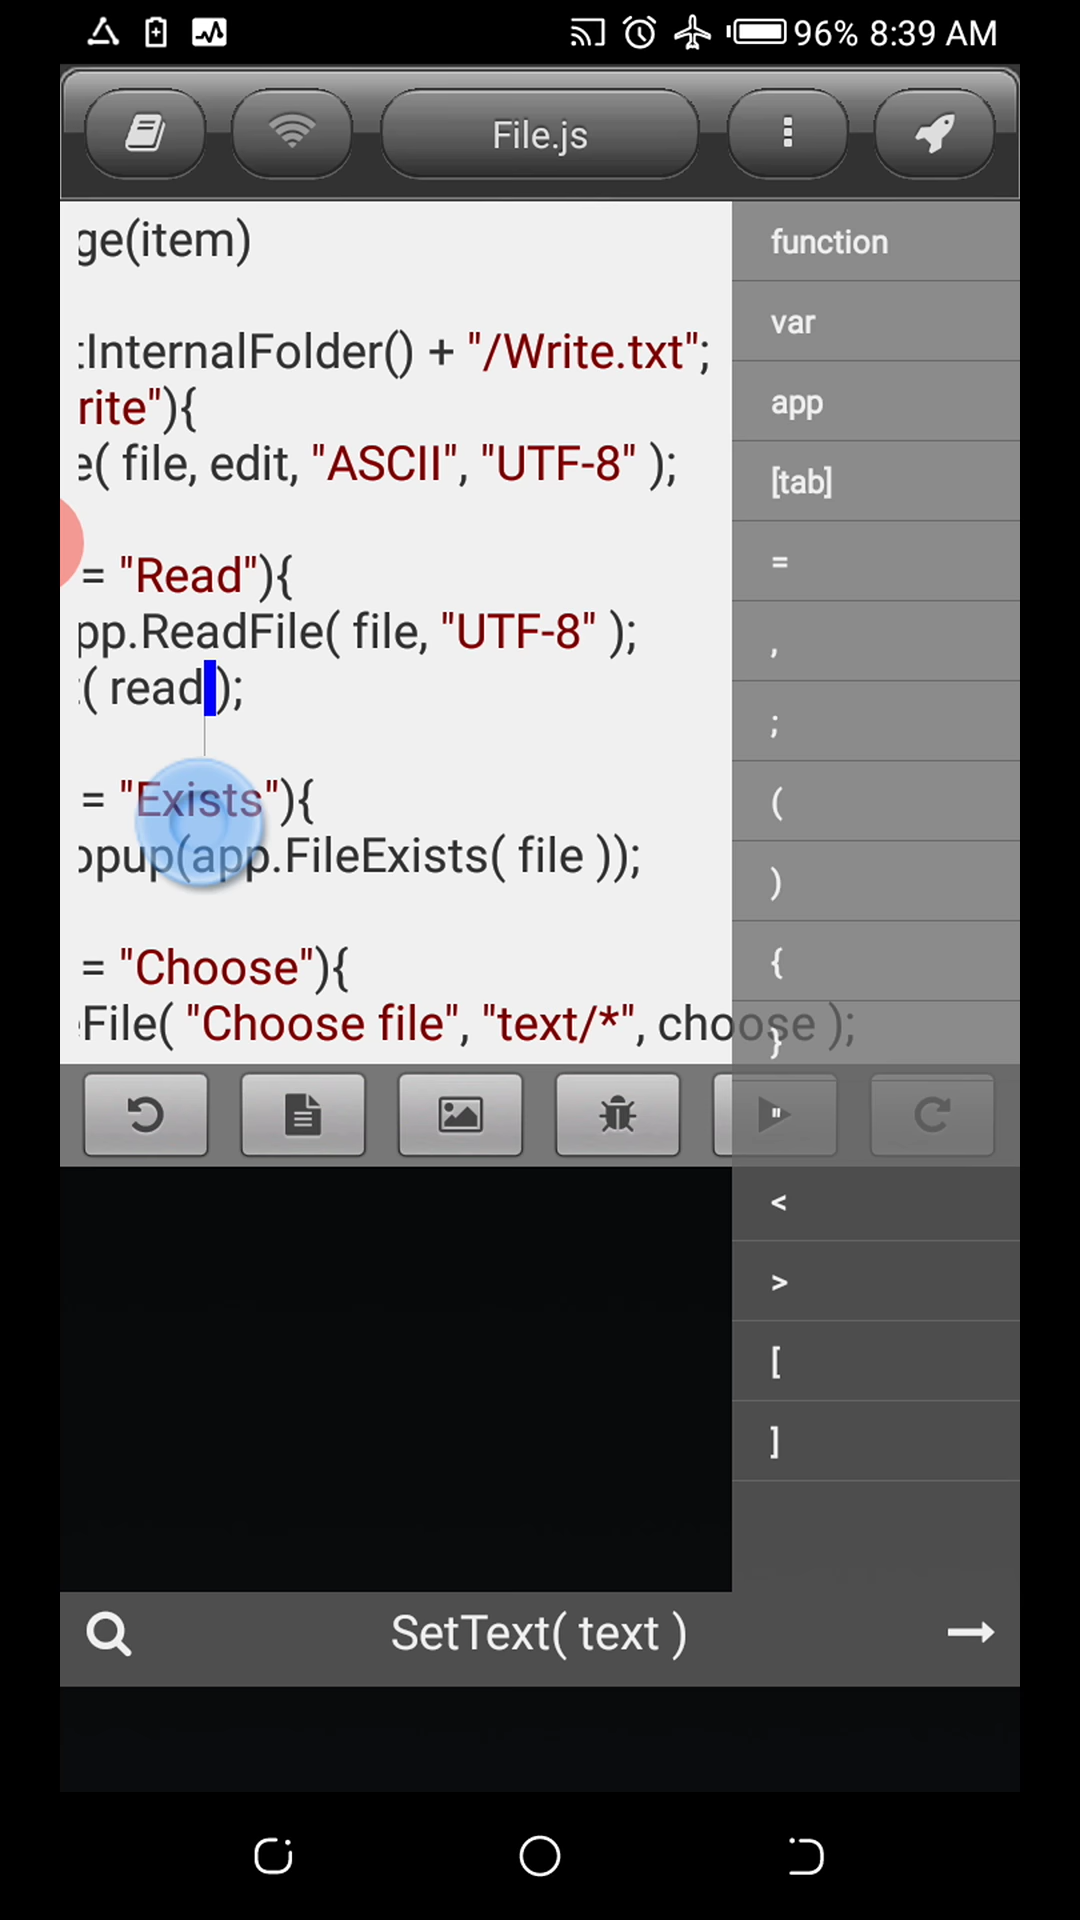 96% 8:39 AM
File.js
ge(item)
tInternalFolder() + "/Write.txt";
rite"){
e( file, edit, "ASCII", "UTF-8" );
= "Read"){
pp.ReadFile( file, "UTF-8" );
t( read );
= "Exists"){
opup(app.FileExists( file ));
= "Choose"){
File( "Choose file", "text/*", choose );
function
var
app
[tab]
=
,
;
(
)
{
}
"
<
>
[
]
SetText( text )